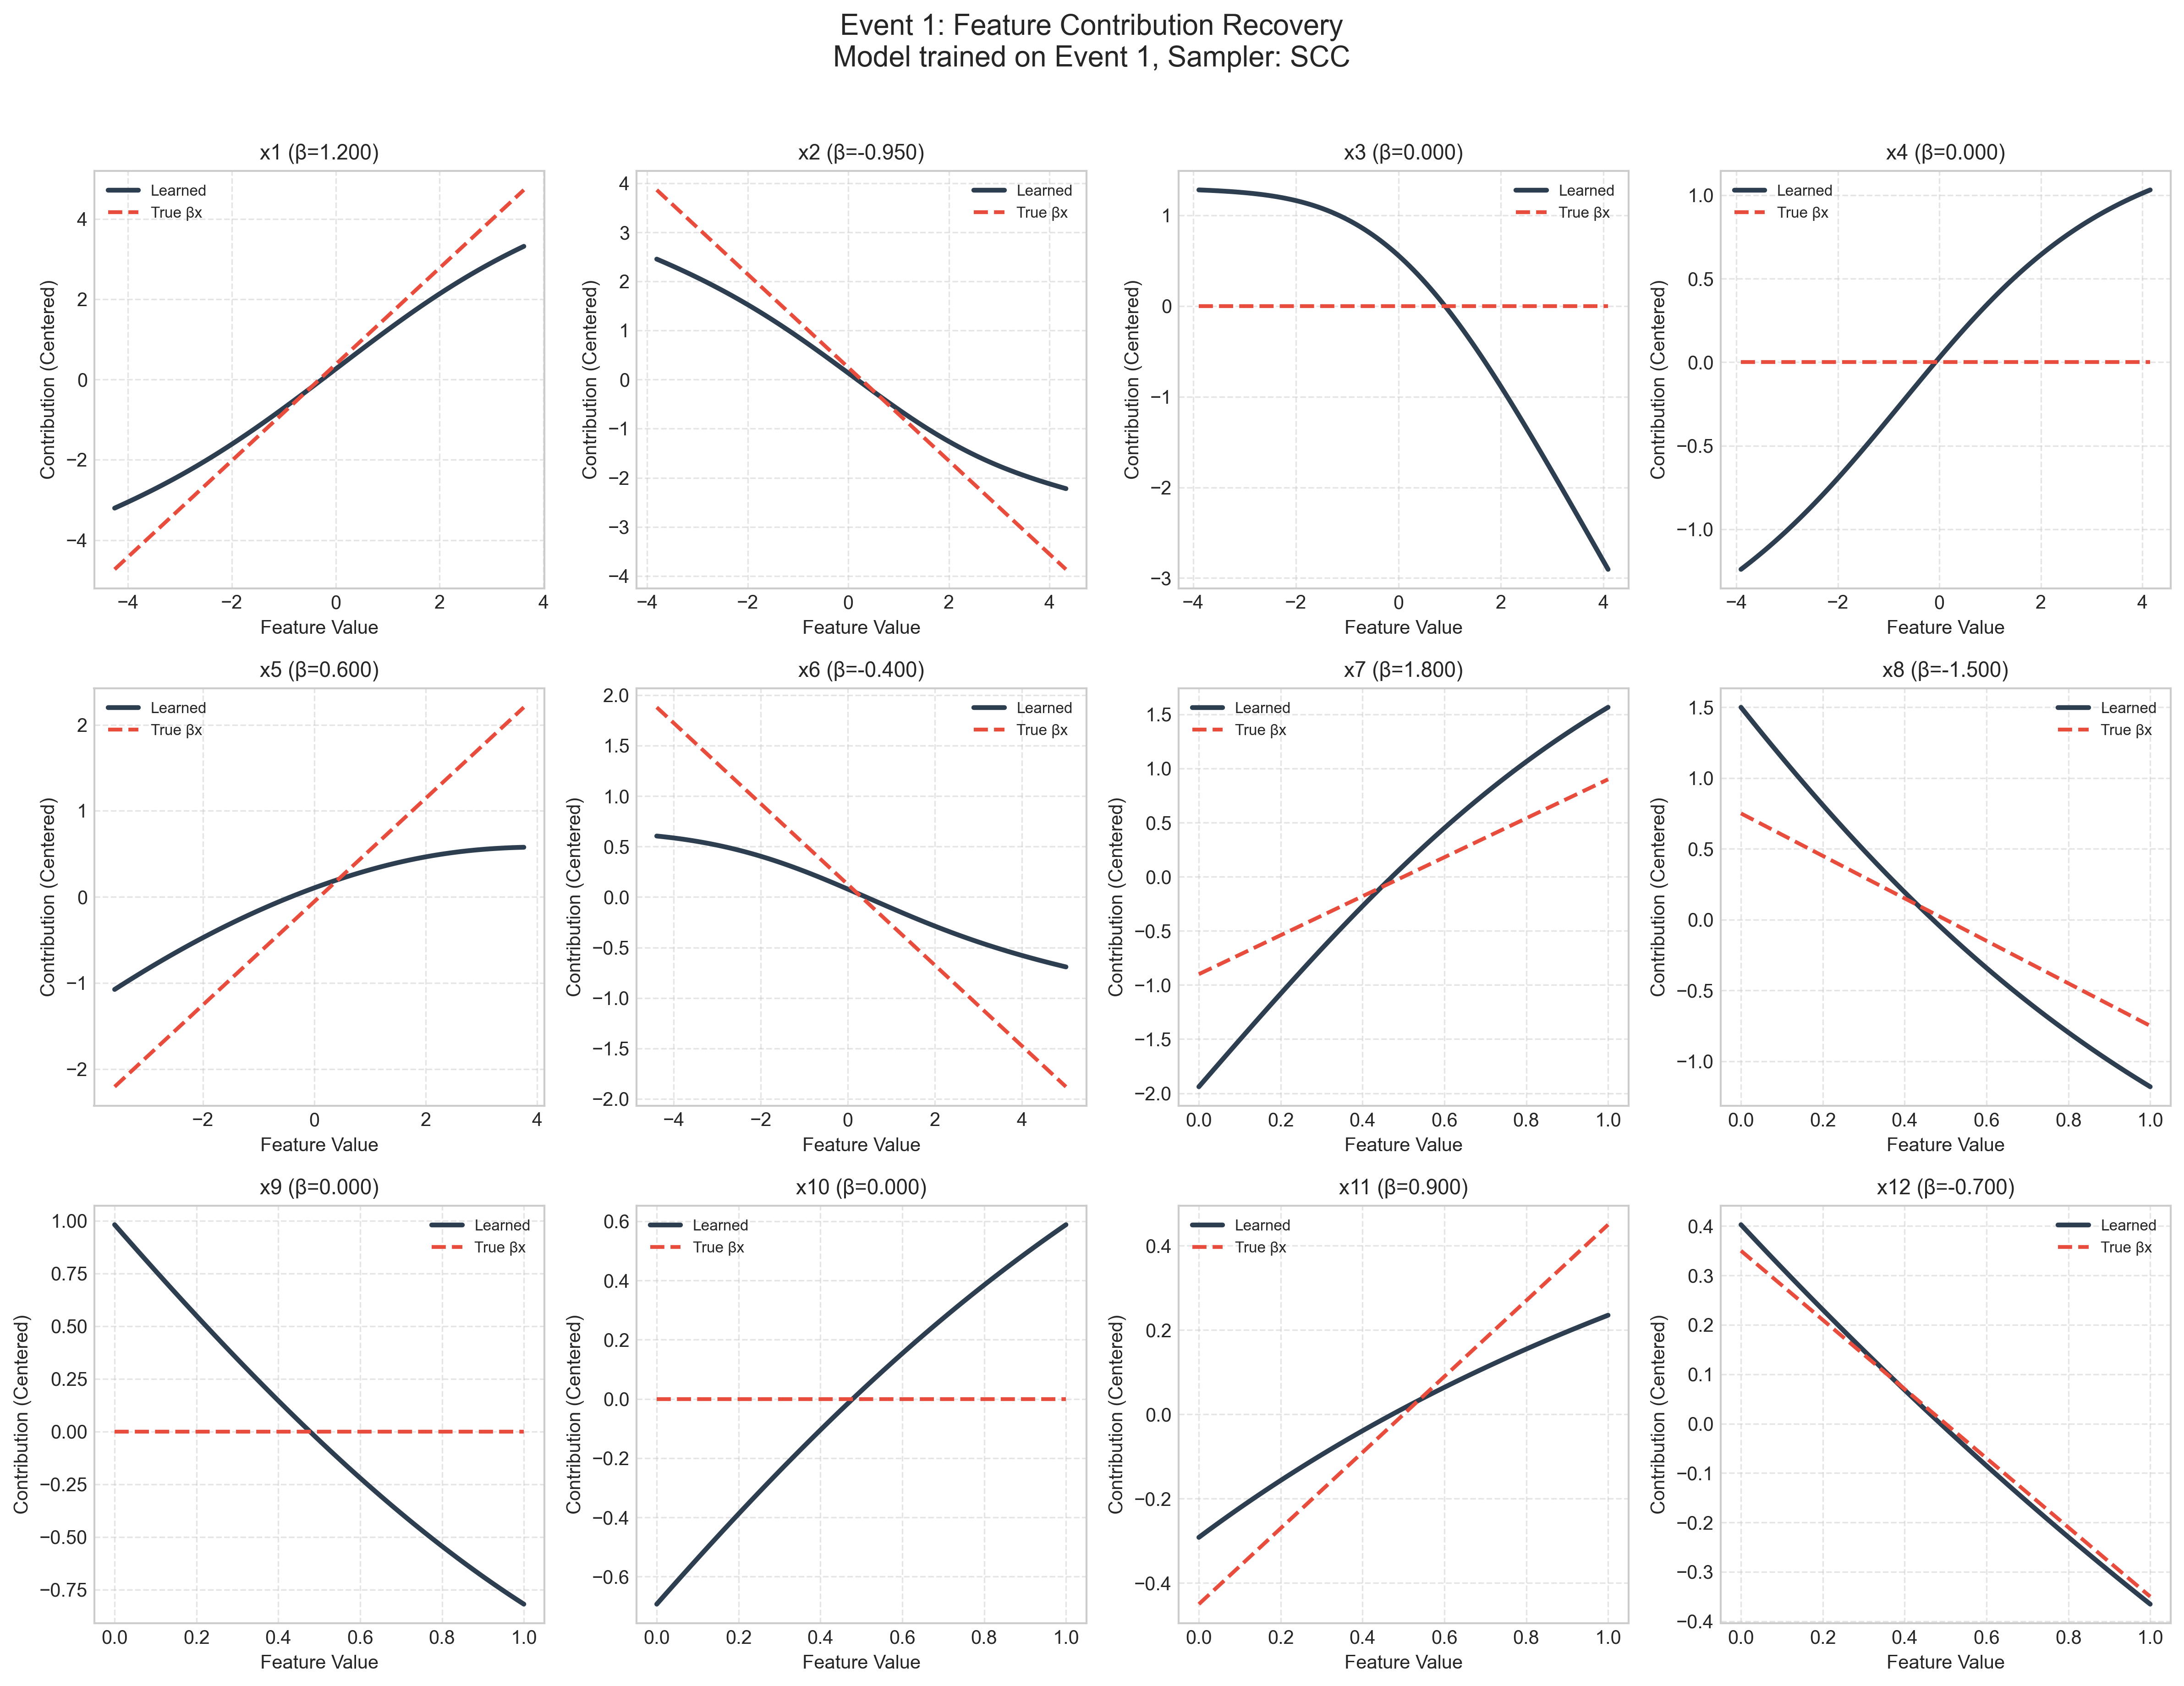 Event 1: Feature Contribution Recovery
Model trained on Event 1, Sampler: SCC
x1 (β=1.200)
Learned
True βx
Contribution (Centered)
4
2
0
−2
−4
−4 −2 0 2 4
Feature Value
x2 (β=-0.950)
Learned
True βx
Contribution (Centered)
4
3
2
1
0
−1
−2
−3
−4
−4 −2 0 2 4
Feature Value
x3 (β=0.000)
Learned
True βx
Contribution (Centered)
1
0
−1
−2
−3
−4 −2 0 2 4
Feature Value
x4 (β=0.000)
Learned
True βx
Contribution (Centered)
1.0
0.5
0.0
−0.5
−1.0
−4 −2 0 2 4
Feature Value
x5 (β=0.600)
Learned
True βx
Contribution (Centered)
2
1
0
−1
−2
−2 0 2 4
Feature Value
x6 (β=-0.400)
Learned
True βx
Contribution (Centered)
2.0
1.5
1.0
0.5
0.0
−0.5
−1.0
−1.5
−2.0
−4 −2 0 2 4
Feature Value
x7 (β=1.800)
Learned
True βx
Contribution (Centered)
1.5
1.0
0.5
0.0
−0.5
−1.0
−1.5
−2.0
0.0 0.2 0.4 0.6 0.8 1.0
Feature Value
x8 (β=-1.500)
Learned
True βx
Contribution (Centered)
1.5
1.0
0.5
0.0
−0.5
−1.0
0.0 0.2 0.4 0.6 0.8 1.0
Feature Value
x9 (β=0.000)
Learned
True βx
Contribution (Centered)
1.00
0.75
0.50
0.25
0.00
−0.25
−0.50
−0.75
0.0 0.2 0.4 0.6 0.8 1.0
Feature Value
x10 (β=0.000)
Learned
True βx
Contribution (Centered)
0.6
0.4
0.2
0.0
−0.2
−0.4
−0.6
0.0 0.2 0.4 0.6 0.8 1.0
Feature Value
x11 (β=0.900)
Learned
True βx
Contribution (Centered)
0.4
0.2
0.0
−0.2
−0.4
0.0 0.2 0.4 0.6 0.8 1.0
Feature Value
x12 (β=-0.700)
Learned
True βx
Contribution (Centered)
0.4
0.3
0.2
0.1
0.0
−0.1
−0.2
−0.3
−0.4
0.0 0.2 0.4 0.6 0.8 1.0
Feature Value